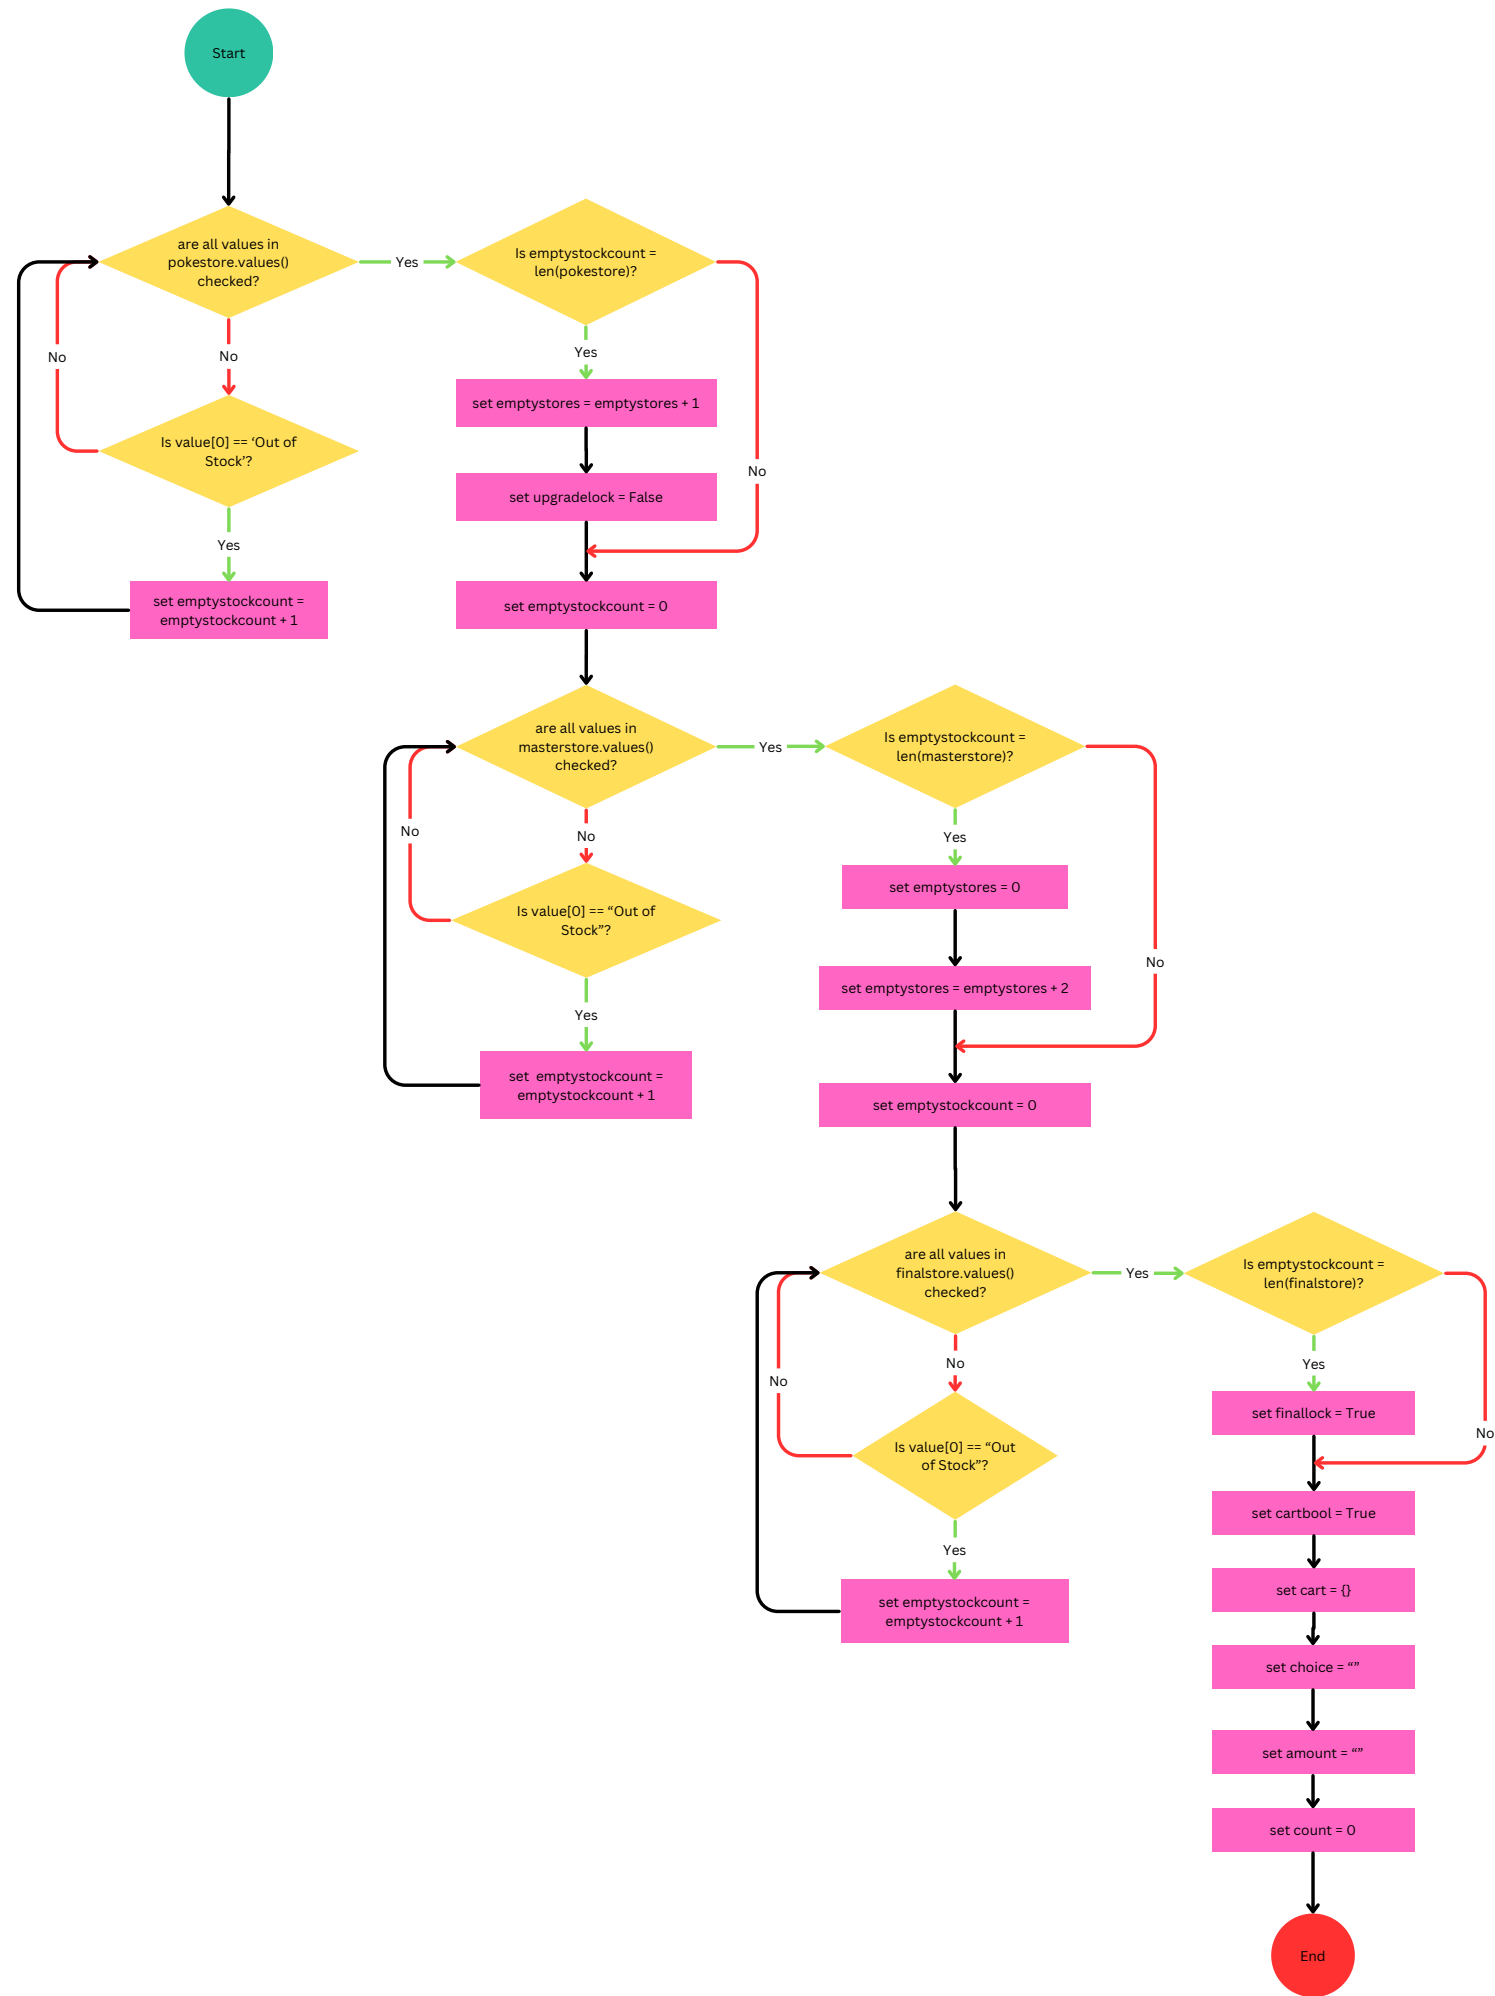 Start
are all values in
pokestore.values()
checked?
Yes
Is emptystockcount =
len(pokestore)?
No
No
Yes
Is value[0] == ‘Out of
Stock’?
Yes
set emptystockcount =
emptystockcount + 1
set emptystores = emptystores + 1
No
set upgradelock = False
set emptystockcount = 0
are all values in
masterstore.values()
checked?
Yes
Is emptystockcount =
len(masterstore)?
No
No
Yes
Is value[0] == “Out of
Stock”?
Yes
set  emptystockcount =
emptystockcount + 1
set emptystores = 0
No
set emptystores = emptystores + 2
set emptystockcount = 0
are all values in
finalstore.values()
checked?
Yes
Is emptystockcount =
len(finalstore)?
No
No
Yes
Is value[0] == “Out
of Stock”?
Yes
set emptystockcount =
emptystockcount + 1
set finallock = True
No
set cartbool = True
set cart = {}
set choice = “”
set amount = “”
set count = 0
End